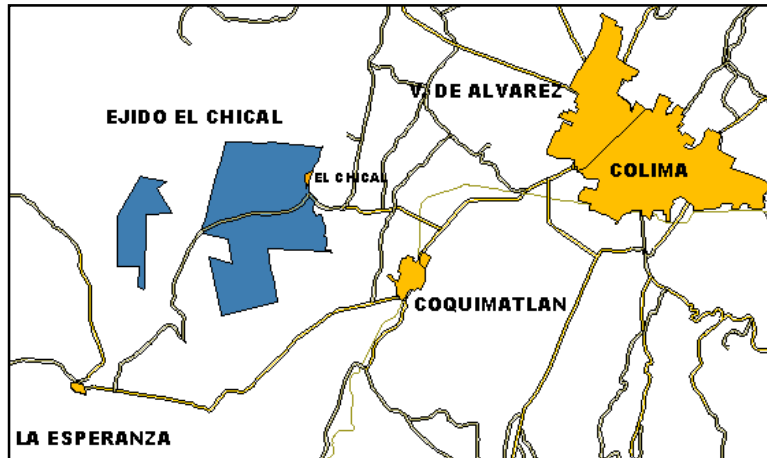 V. DE ALVAREZ
EJIDO EL CHICAL
COLIMA
EL CHICAL
COQUIMATLAN
LA ESPERANZA